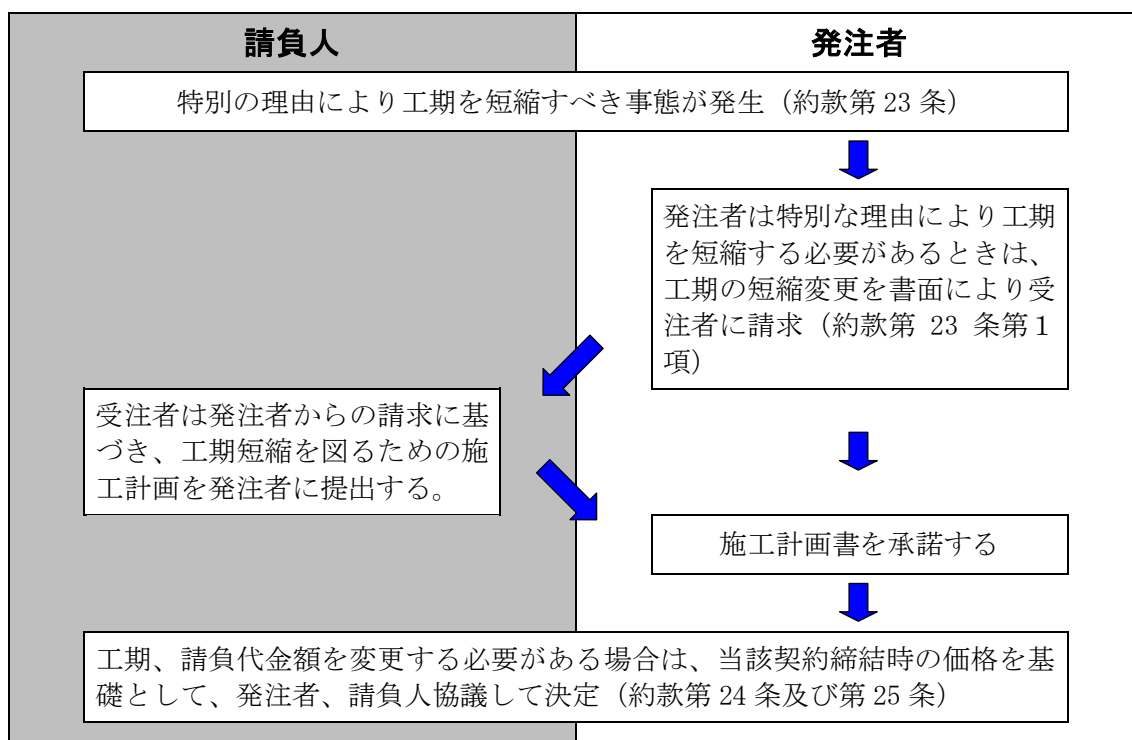 請負人
発注者
特別の理由により工期を短縮すべき事態が発生（約款第 23 条）
発注者は特別な理由により工期
を短縮する必要があるときは、
工期の短縮変更を書面により受
注者に請求（約款第 23 条第１
項）
受注者は発注者からの請求に基
づき、工期短縮を図るための施
工計画を発注者に提出する。
施工計画書を承諾する
工期、請負代金額を変更する必要がある場合は、当該契約締結時の価格を基
礎として、発注者、請負人協議して決定（約款第 24 条及び第 25 条）